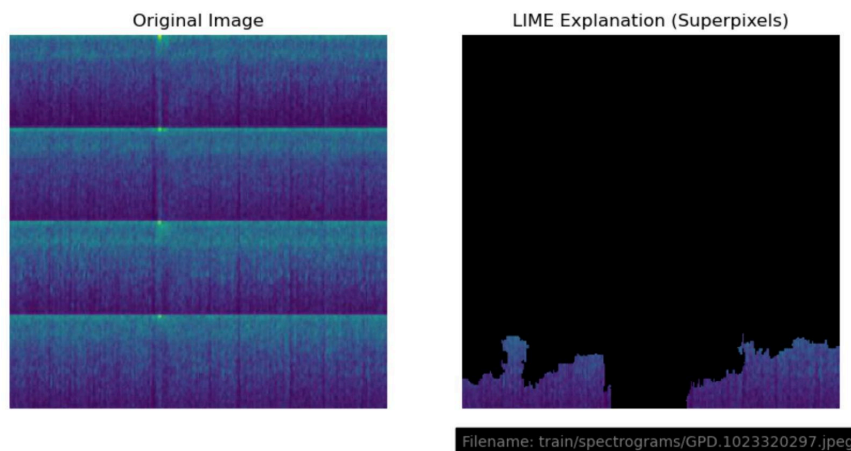 Original Image
LIME Explanation (Superpixels)
Filename: train/spectrograms/GPD.1023320297.jpeg